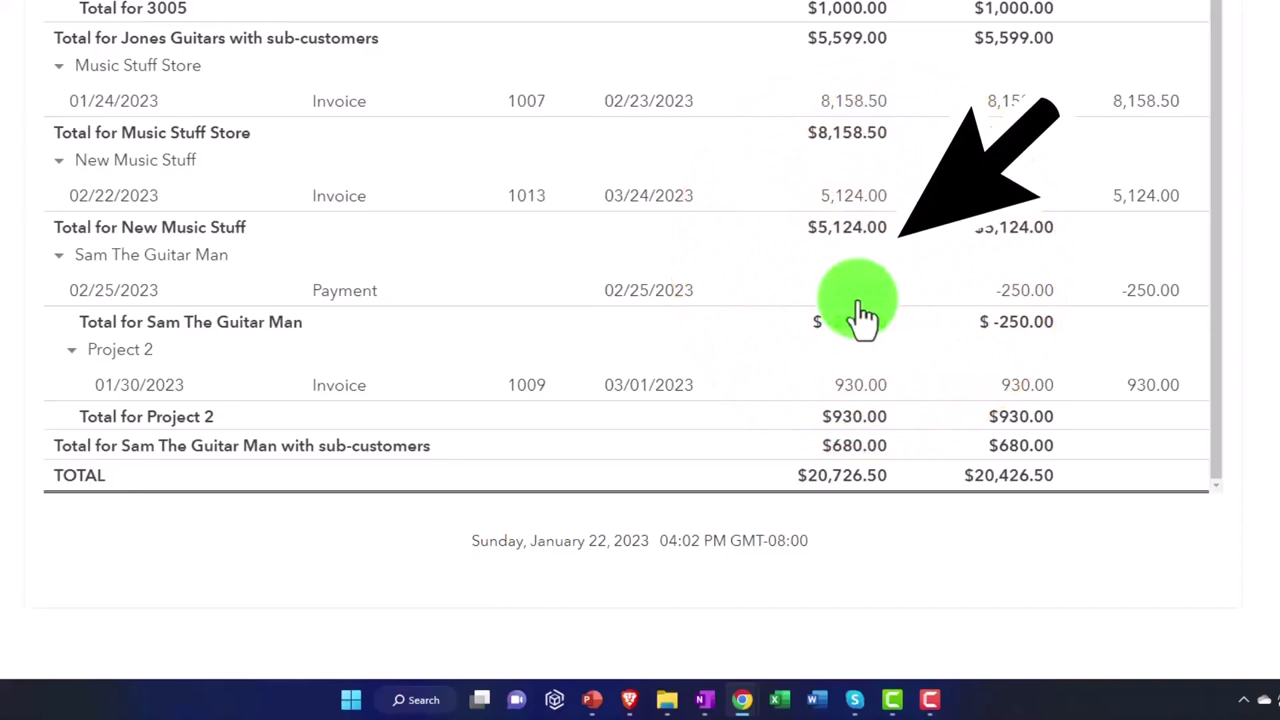 Total for 3005 $1,000.00 $1,000.00
Total for Jones Guitars with sub-customers $5,599.00 $5,599.00
Music Stuff Store
01/24/2023 Invoice 1007 02/23/2023 8,158.50 8,158.50
Total for Music Stuff Store $8,158.50
New Music Stuff
02/22/2023 Invoice 1013 03/24/2023 5,124.00 5,124.00
Total for New Music Stuff $5,124.00
Sam The Guitar Man
02/25/2023 Payment 02/25/2023 -250.00 -250.00
Total for Sam The Guitar Man $ $ -250.00
Project 2
01/30/2023 Invoice 1009 03/01/2023 930.00 930.00 930.00
Total for Project 2 $930.00 $930.00
Total for Sam The Guitar Man with sub-customers $680.00 $680.00
TOTAL $20,726.50 $20,426.50
Sunday, January 22, 2023 04:02 PM GMT-08:00
Search